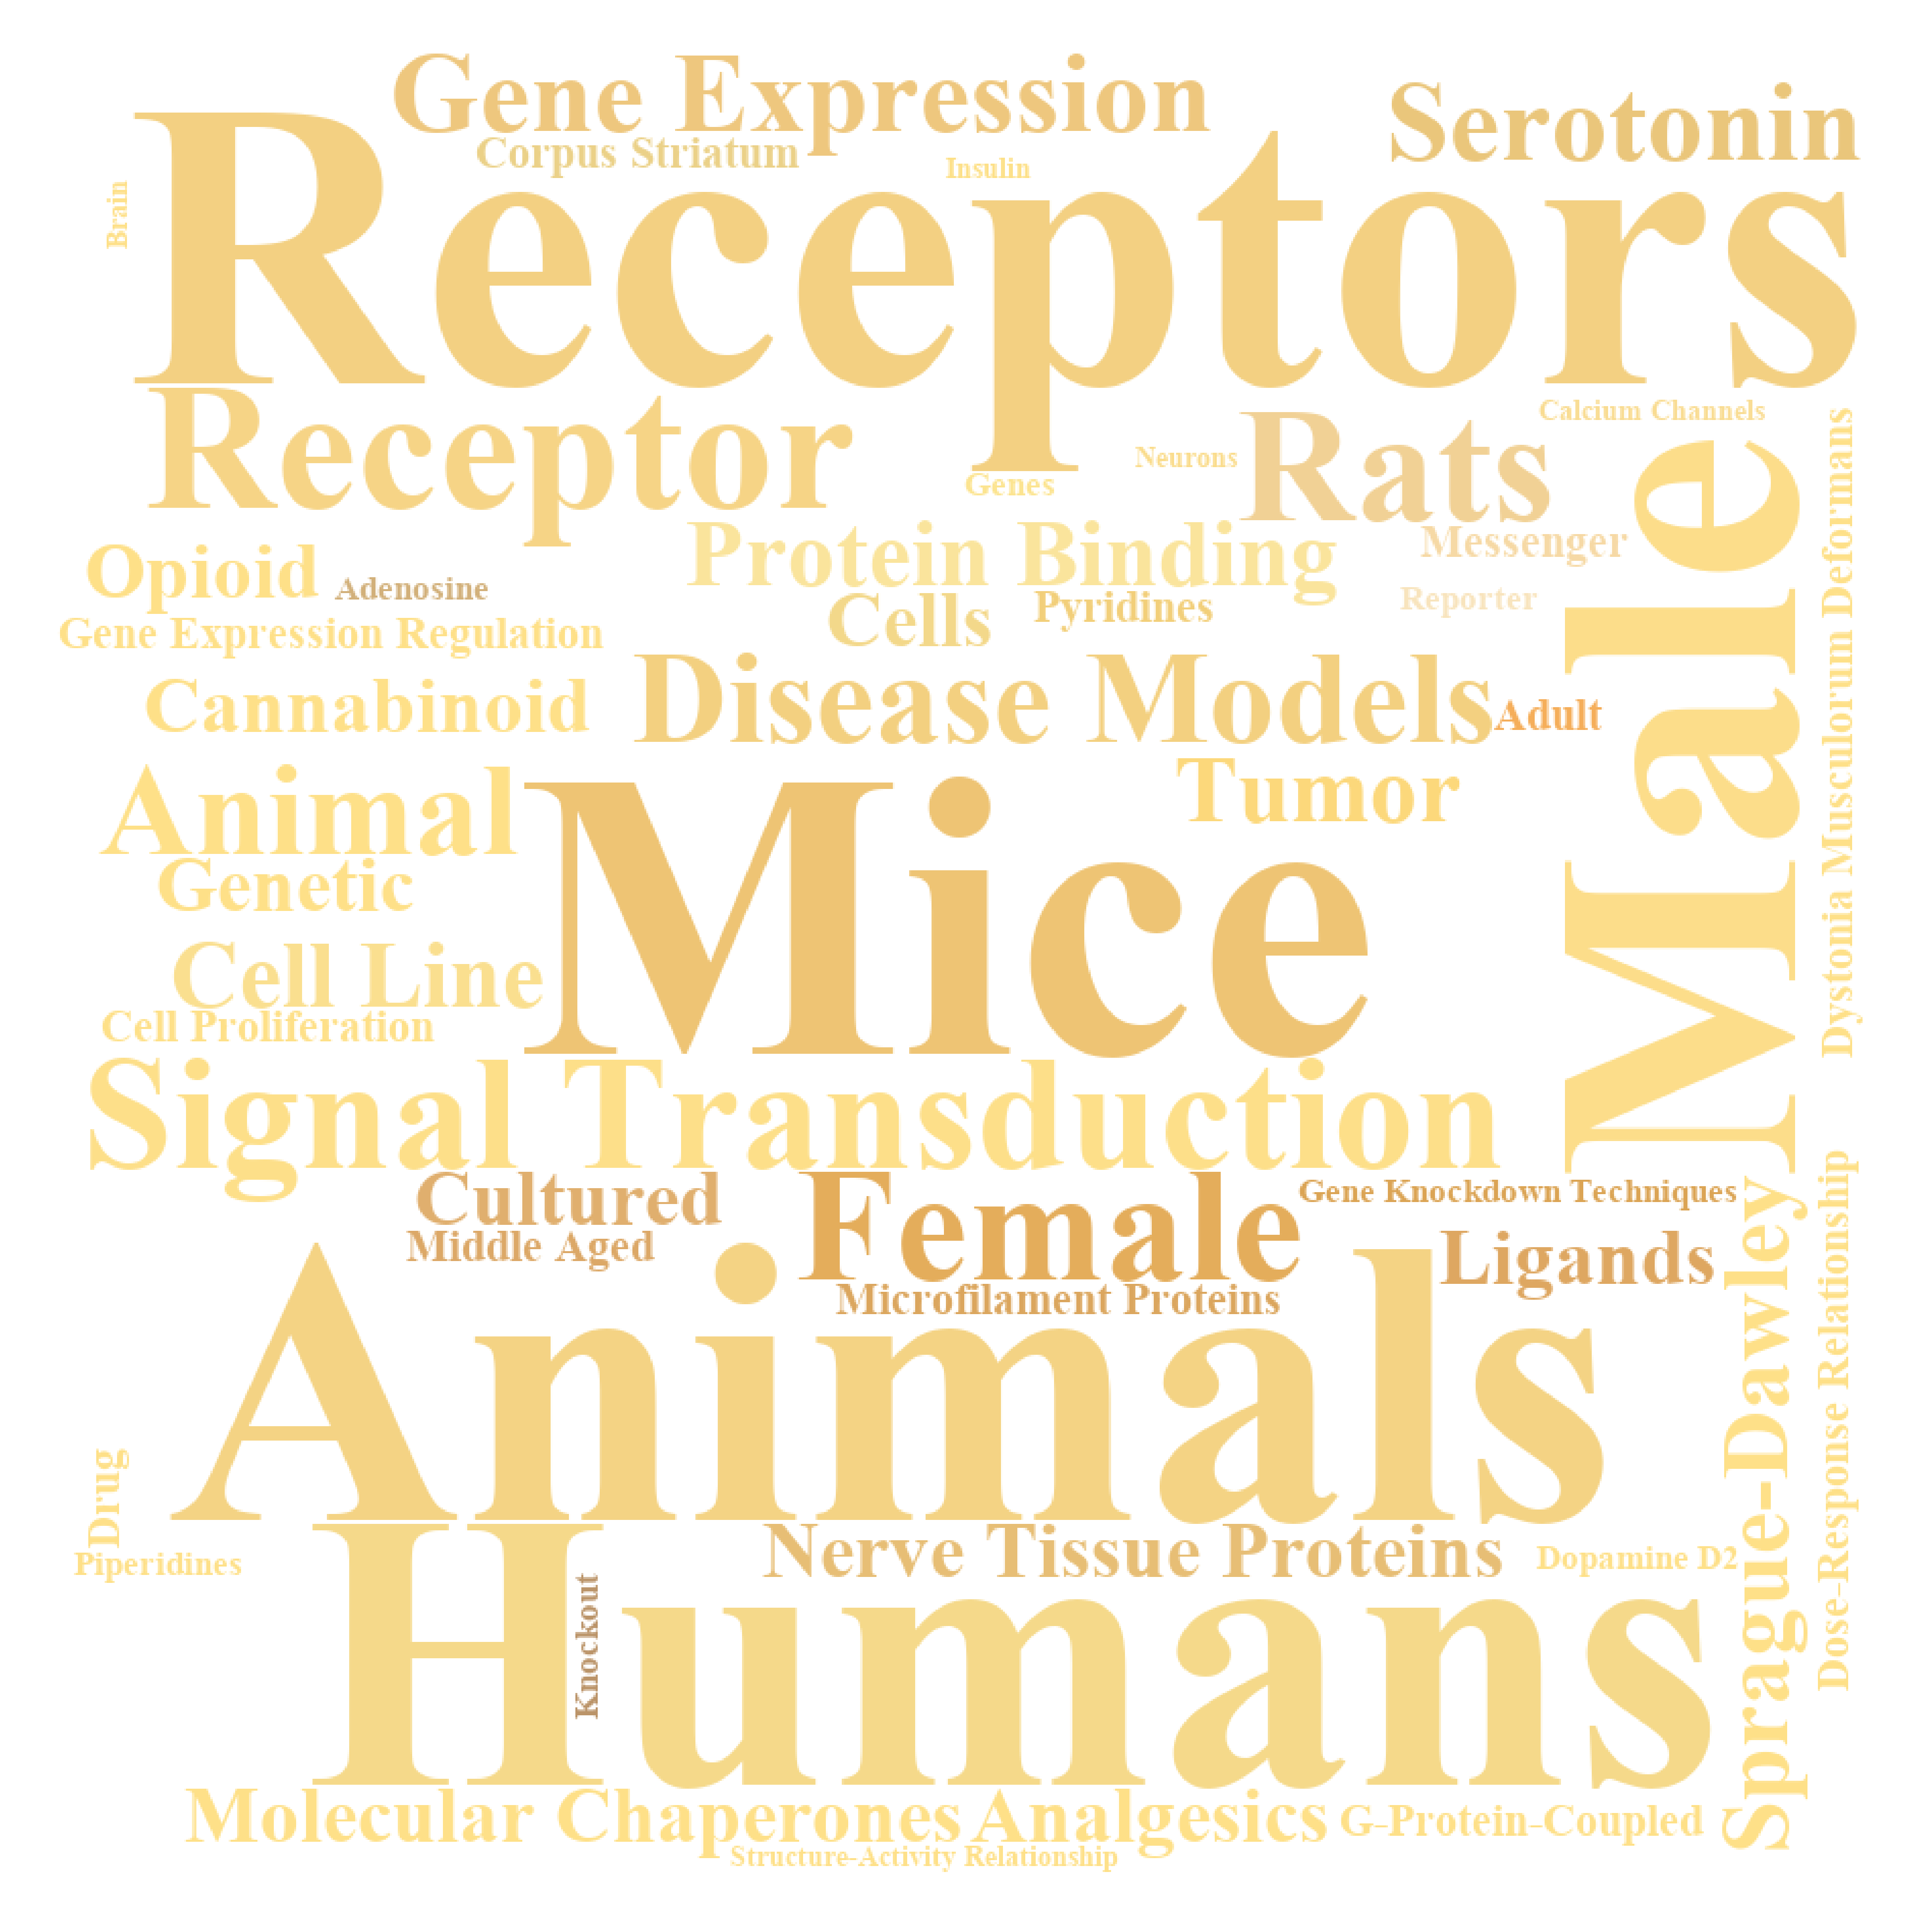 Gene Expression
Serotonin
Corpus Striatum
Insulin
Brain
Receptors
Receptor
Calcium Channels
Rats
Neurons
Genes
Male
Dystonia Musculorum Deformans
Protein Binding
Messenger
Opioid
Adenosine
Cells
Pyridines
Reporter
Gene Expression Regulation
Cannabinoid
Disease Models
Adult
Animal
Tumor
Mice
Genetic
Cell Line
Cell Proliferation
Signal Transduction
Cultured
Female
Gene Knockdown Techniques
Middle Aged
Ligands
Microfilament Proteins
Sprague-Dawley
Dose-Response Relationship
Animals
Drug
Nerve Tissue Proteins
Dopamine D2
Piperidines
Knockout
Humans
Molecular Chaperones
Analgesics
G-Protein-Coupled
Structure-Activity Relationship